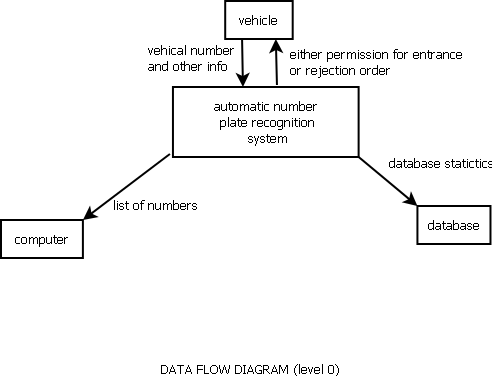 vehicle
vehical number
and other info
either permission for entrance
or rejection order
automatic number
plate recognition
system
database statictics
list of numbers
computer
database
DATA FLOW DIAGRAM (level 0)